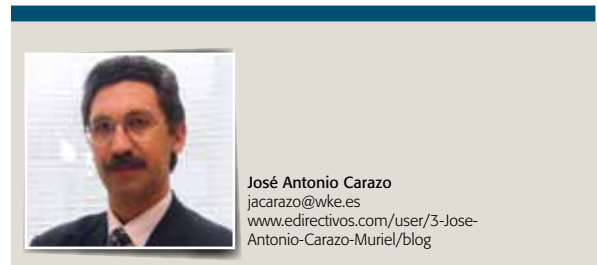 José Antonio Carazo
jacarazo@wke.es
www.edirectivos.com/user/3-Jose-
Antonio-Carazo-Muriel/blog